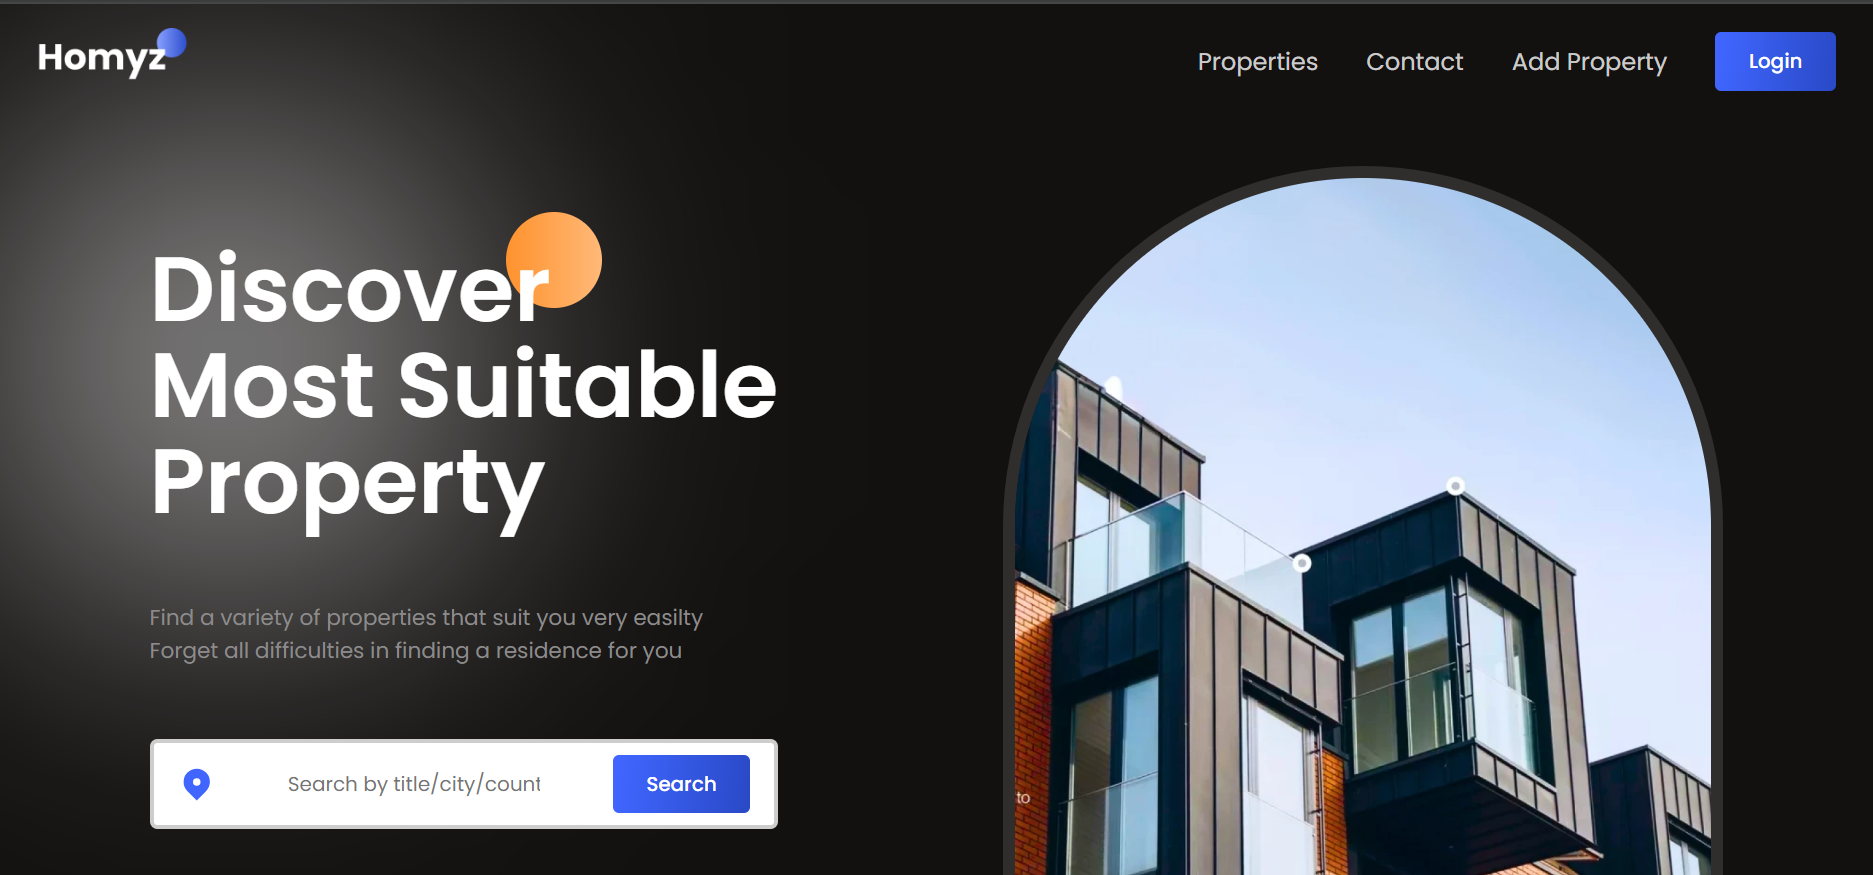 Homyz
Properties
Contact
Add Property
Login
Discover
Most Suitable
Property
Find a variety of properties that suit you very easilty
Forget all difficulties in finding a residence for you
Search by title/city/count
Search
to